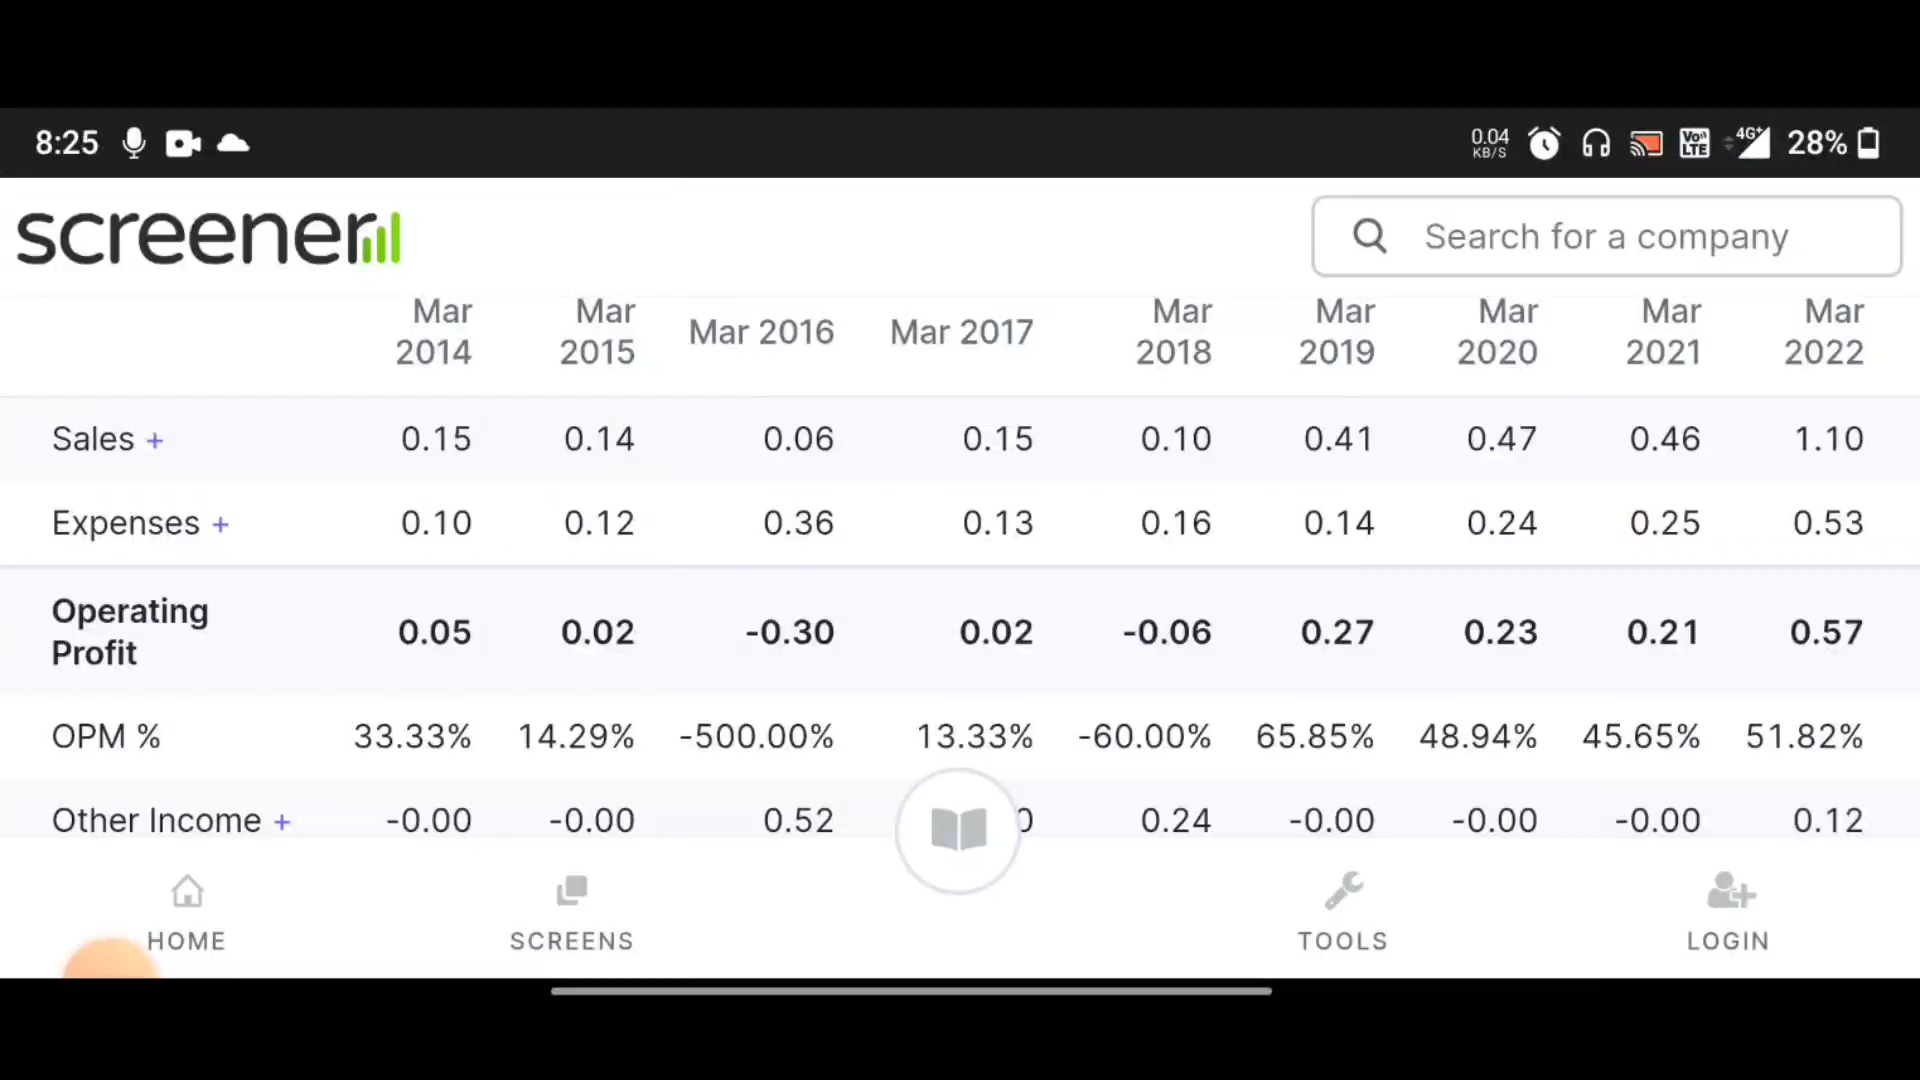 8:25 0.04 KB/S Vo)) LTE 4G+ 28%
screener Search for a company
Mar 2014 Mar 2015 Mar 2016 Mar 2017 Mar 2018 Mar 2019 Mar 2020 Mar 2021 Mar 2022
Sales + 0.15 0.14 0.06 0.15 0.10 0.41 0.47 0.46 1.10
Expenses + 0.10 0.12 0.36 0.13 0.16 0.14 0.24 0.25 0.53
Operating Profit 0.05 0.02 -0.30 0.02 -0.06 0.27 0.23 0.21 0.57
OPM % 33.33% 14.29% -500.00% 13.33% -60.00% 65.85% 48.94% 45.65% 51.82%
Other Income + -0.00 -0.00 0.52 0.24 -0.00 -0.00 -0.00 0.12
HOME SCREENS TOOLS LOGIN